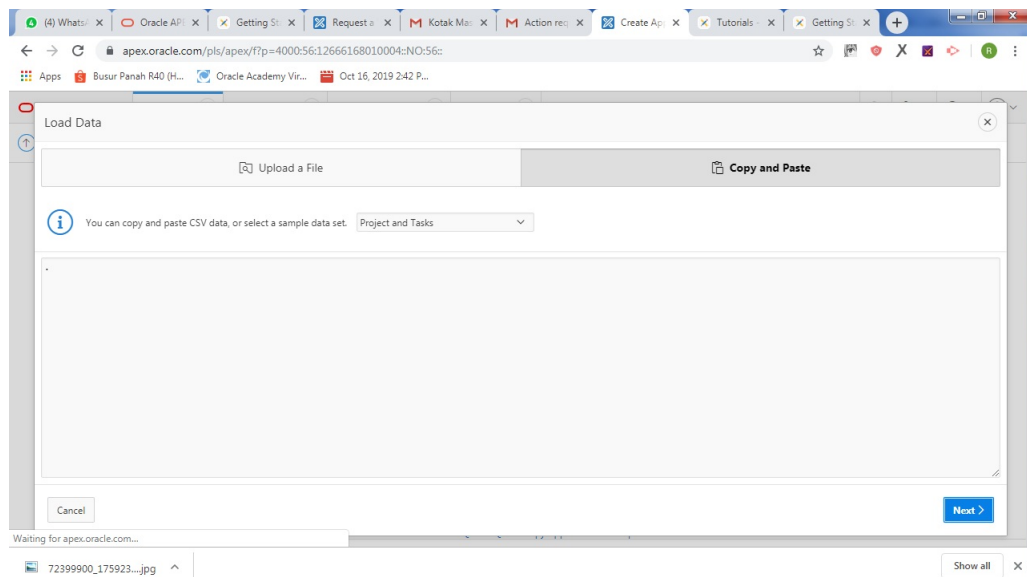 (4) Whats
Oracle APE
Getting St
Request a
Kotak Mas
Action req
Create Ap
Tutorials -
Getting St
apex.oracle.com/pls/apex/f?p=4000:56:12666168010004::NO:56::
Apps
Busur Panah R40 (H...
Oracle Academy Vir...
Oct 16, 2019 2:42 P...
Load Data
Upload a File
Copy and Paste
You can copy and paste CSV data, or select a sample data set. Project and Tasks
.
Cancel
Next >
Waiting for apex.oracle.com...
72399900_175923....jpg
Show all